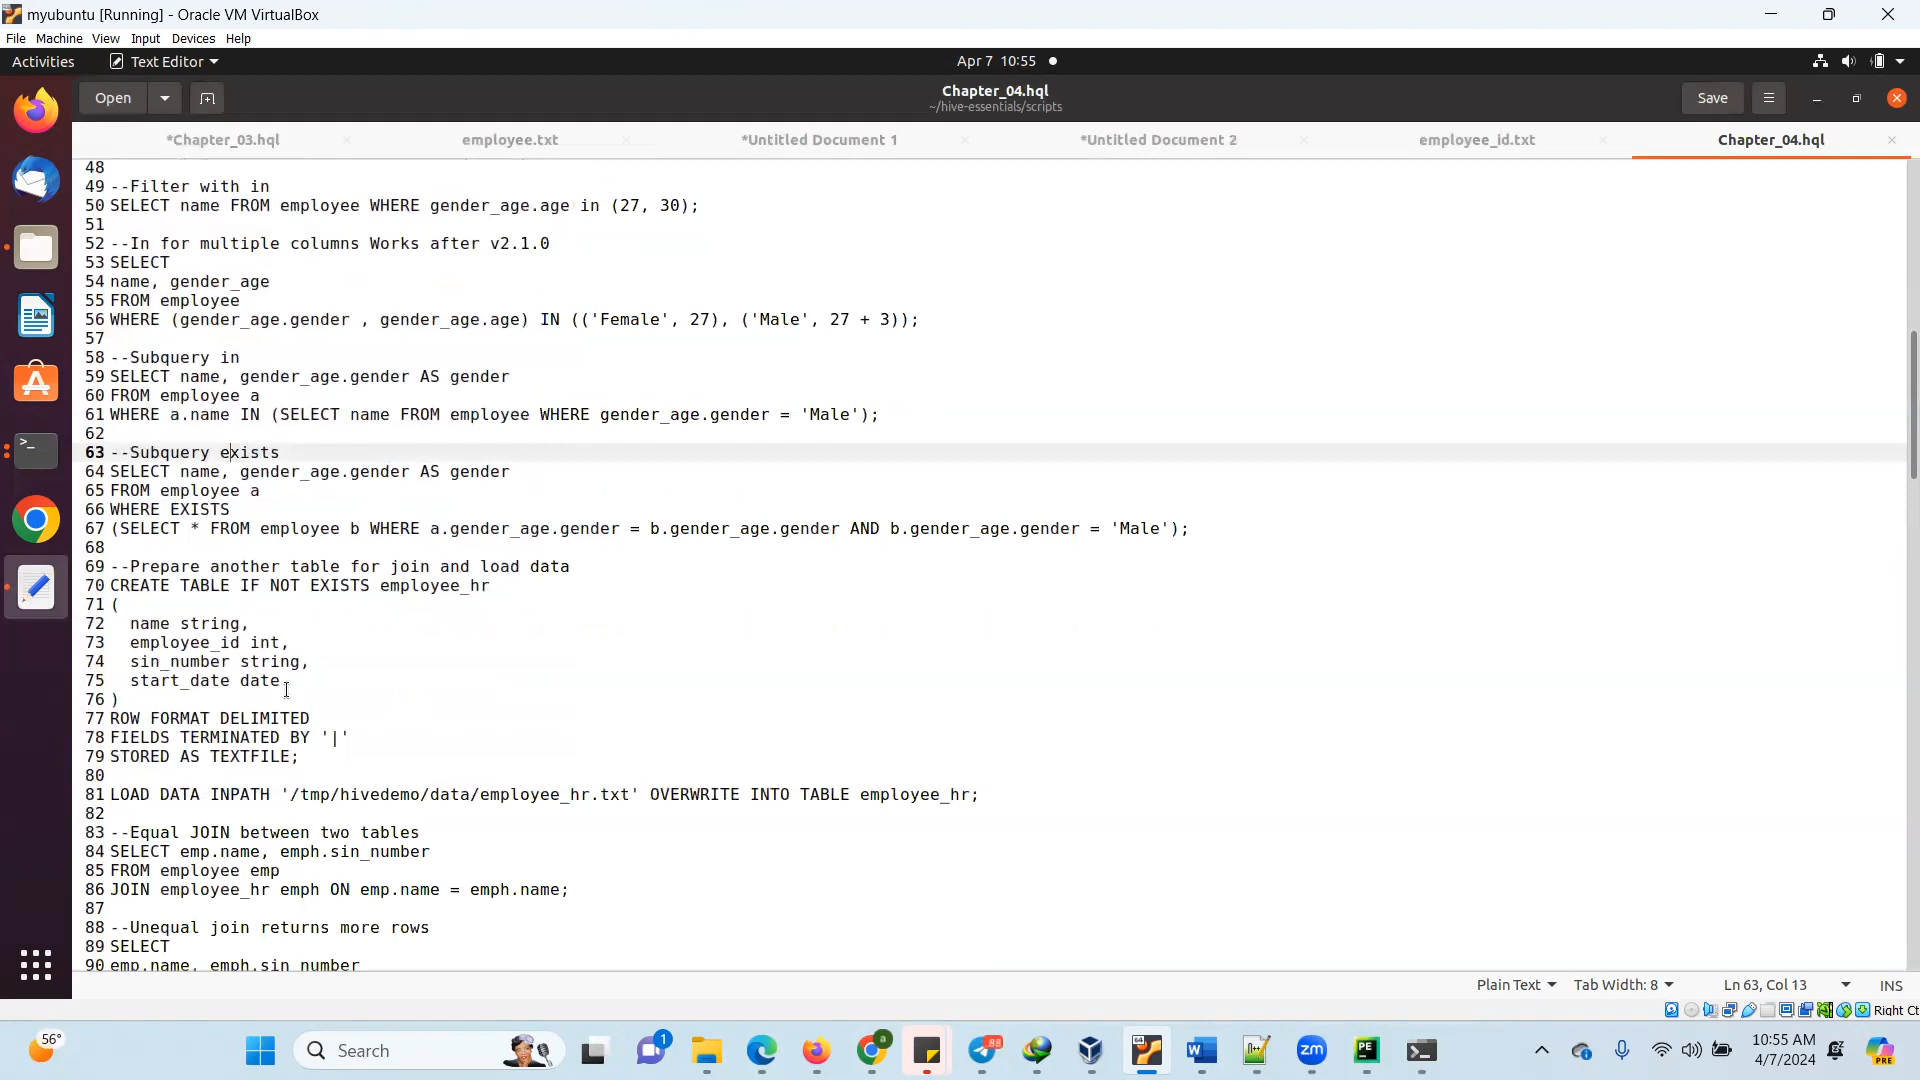 myubuntu [Running] - Oracle VM VirtualBox
File Machine View Input Devices Help
Activities Text Editor Apr 7 10:55
Open Chapter_04.hql Save
~/hive-essentials/scripts
*Chapter_03.hql employee.txt *Untitled Document 1 *Untitled Document 2 employee_id.txt Chapter_04.hql
48
49 --Filter with in
50 SELECT name FROM employee WHERE gender_age.age in (27, 30);
51
52 --In for multiple columns Works after v2.1.0
53 SELECT
54 name, gender_age
55 FROM employee
56 WHERE (gender_age.gender , gender_age.age) IN (('Female', 27), ('Male', 27 + 3));
57
58 --Subquery in
59 SELECT name, gender_age.gender AS gender
60 FROM employee a
61 WHERE a.name IN (SELECT name FROM employee WHERE gender_age.gender = 'Male');
62
63 --Subquery exists
64 SELECT name, gender_age.gender AS gender
65 FROM employee a
66 WHERE EXISTS
67 (SELECT * FROM employee b WHERE a.gender_age.gender = b.gender_age.gender AND b.gender_age.gender = 'Male');
68
69 --Prepare another table for join and load data
70 CREATE TABLE IF NOT EXISTS employee_hr
71 (
72   name string,
73   employee_id int,
74   sin_number string,
75   start_date date
76 )
77 ROW FORMAT DELIMITED
78 FIELDS TERMINATED BY '|'
79 STORED AS TEXTFILE;
80
81 LOAD DATA INPATH '/tmp/hivedemo/data/employee_hr.txt' OVERWRITE INTO TABLE employee_hr;
82
83 --Equal JOIN between two tables
84 SELECT emp.name, emph.sin_number
85 FROM employee emp
86 JOIN employee_hr emph ON emp.name = emph.name;
87
88 --Unequal join returns more rows
89 SELECT
90 emp.name, emph.sin_number
Plain Text Tab Width: 8 Ln 63, Col 13 INS
Right Ct
56° Search 1 88 10:55 AM
4/7/2024